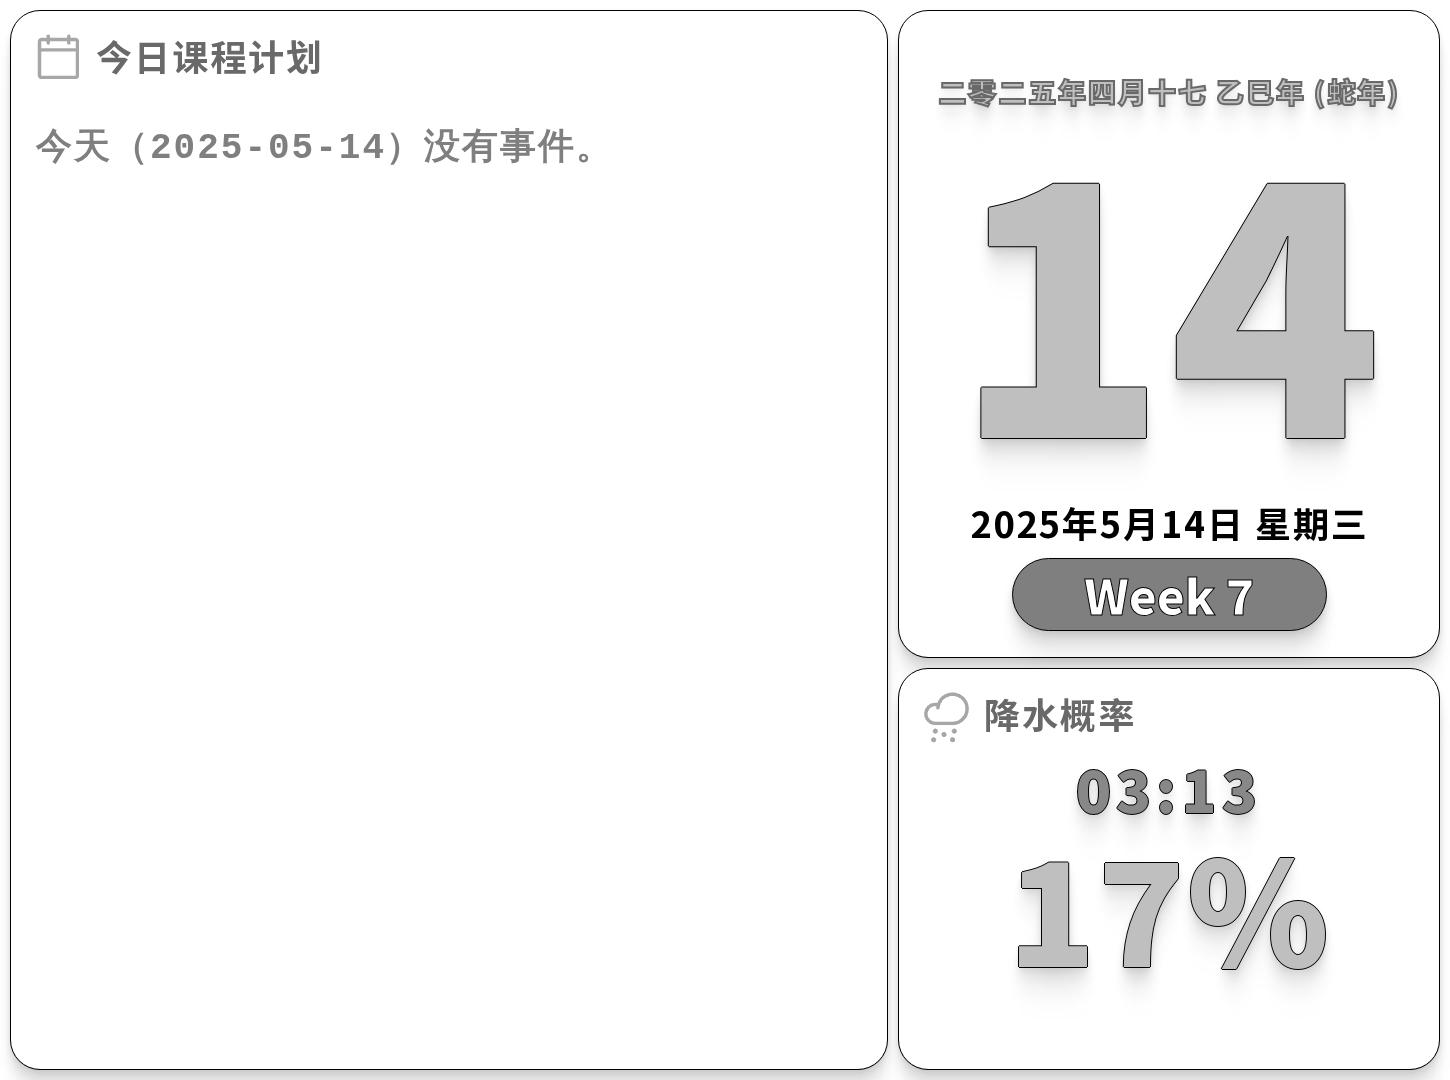 今日课程计划
今天（2025-05-14）没有事件。
二零二五年四月十七 乙巳年 (蛇年)
14
2025年5月14日 星期三
Week 7
降水概率
03:13
17%